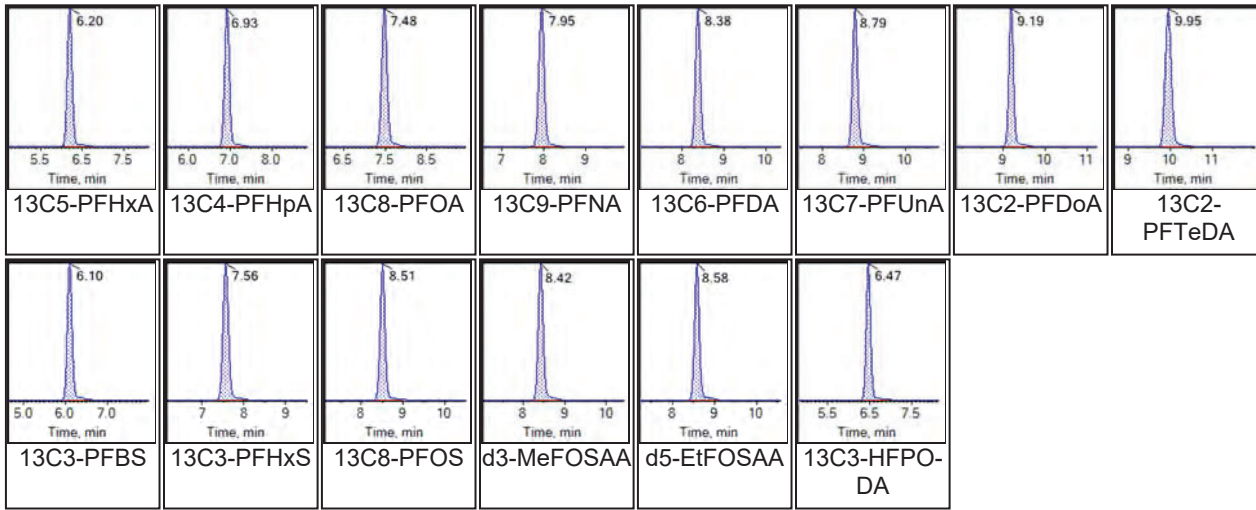 6.20
5.5 6.5 7.5
Time, min
13C5-PFHxA
6.93
6.0 7.0 8.0
Time, min
13C4-PFHpA
7.48
6.5 7.5 8.5
Time, min
13C8-PFOA
7.95
7 8 9
Time, min
13C9-PFNA
8.38
8 9 10
Time, min
13C6-PFDA
8.79
8 9 10
Time, min
13C7-PFUnA
9.19
9 10 11
Time, min
13C2-PFDoA
9.95
9 10 11
Time, min
13C2-
PFTeDA
6.10
5.0 6.0 7.0
Time, min
13C3-PFBS
7.56
7 8 9
Time, min
13C3-PFHxS
8.51
8 9 10
Time, min
13C8-PFOS
8.42
8 9 10
Time, min
d3-MeFOSAA
8.58
8 9 10
Time, min
d5-EtFOSAA
6.47
5.5 6.5 7.5
Time, min
13C3-HFPO-
DA